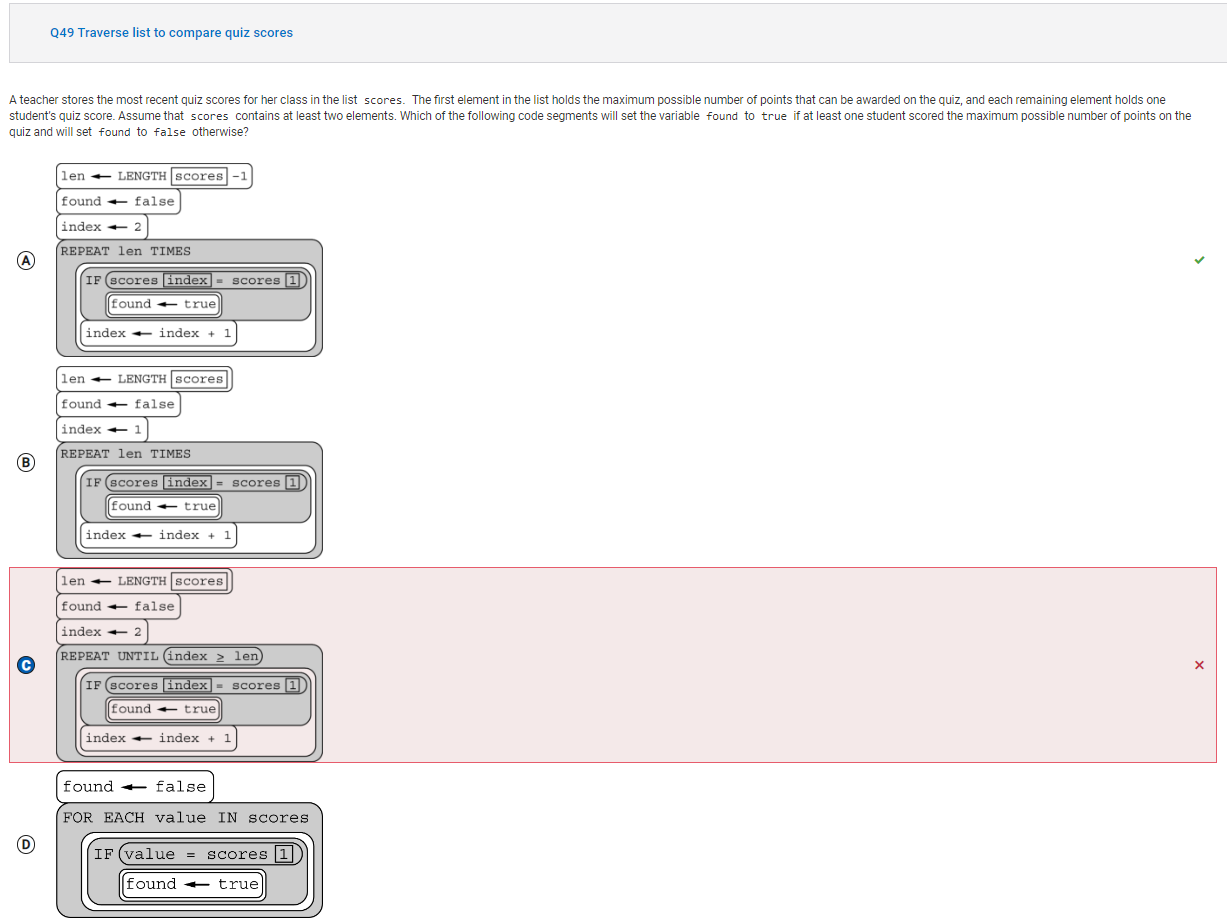 Q49 Traverse list to compare quiz scores
A teacher stores the most recent quiz scores for her class in the list scores. The first element in the list holds the maximum possible number of points that can be awarded on the quiz, and each remaining element holds one
student's quiz score. Assume that scores contains at least two elements. Which of the following code segments will set the variable found to true if at least one student scored the maximum possible number of points on the
quiz and will set found to false otherwise?
A
len ← LENGTH scores -1
found ← false
index ← 2
REPEAT len TIMES
IF scores index = scores 1
found ← true
index ← index + 1
B
len ← LENGTH scores
found ← false
index ← 1
REPEAT len TIMES
IF scores index = scores 1
found ← true
index ← index + 1
C
len ← LENGTH scores
found ← false
index ← 2
REPEAT UNTIL index ≥ len
IF scores index = scores 1
found ← true
index ← index + 1
D
found ← false
FOR EACH value IN scores
IF value = scores 1
found ← true